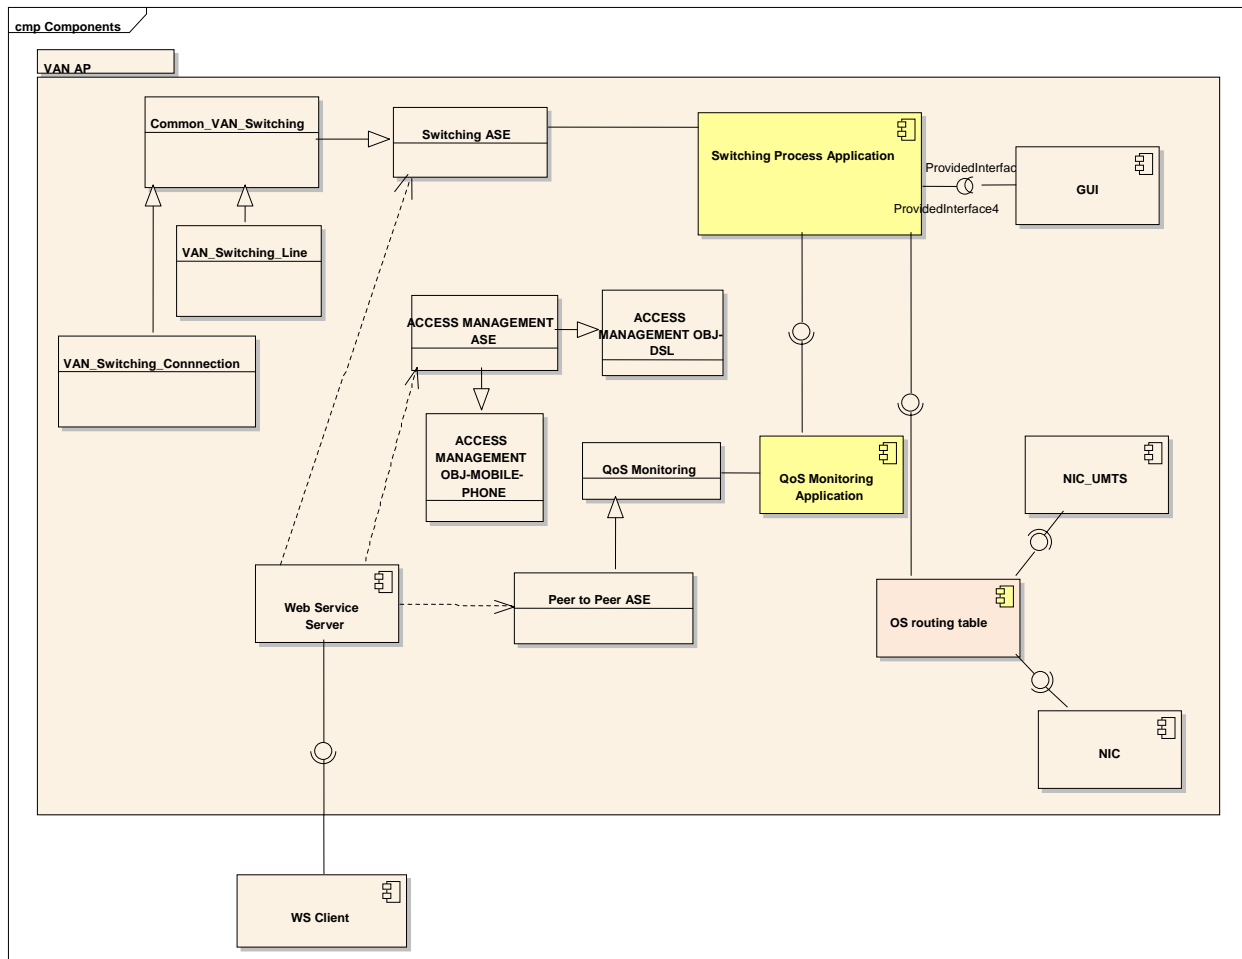 cmp Components
VAN AP
Common_VAN_Switching
Switching ASE
Switching Process Application
ProvidedInterfac
ProvidedInterface4
GUI
VAN_Switching_Line
VAN_Switching_Connnection
ACCESS MANAGEMENT
ASE
ACCESS
MANAGEMENT OBJ-
DSL
ACCESS
MANAGEMENT
OBJ-MOBILE-
PHONE
QoS Monitoring
QoS Monitoring
Application
NIC_UMTS
Web Service
Server
Peer to Peer ASE
OS routing table
NIC
WS Client